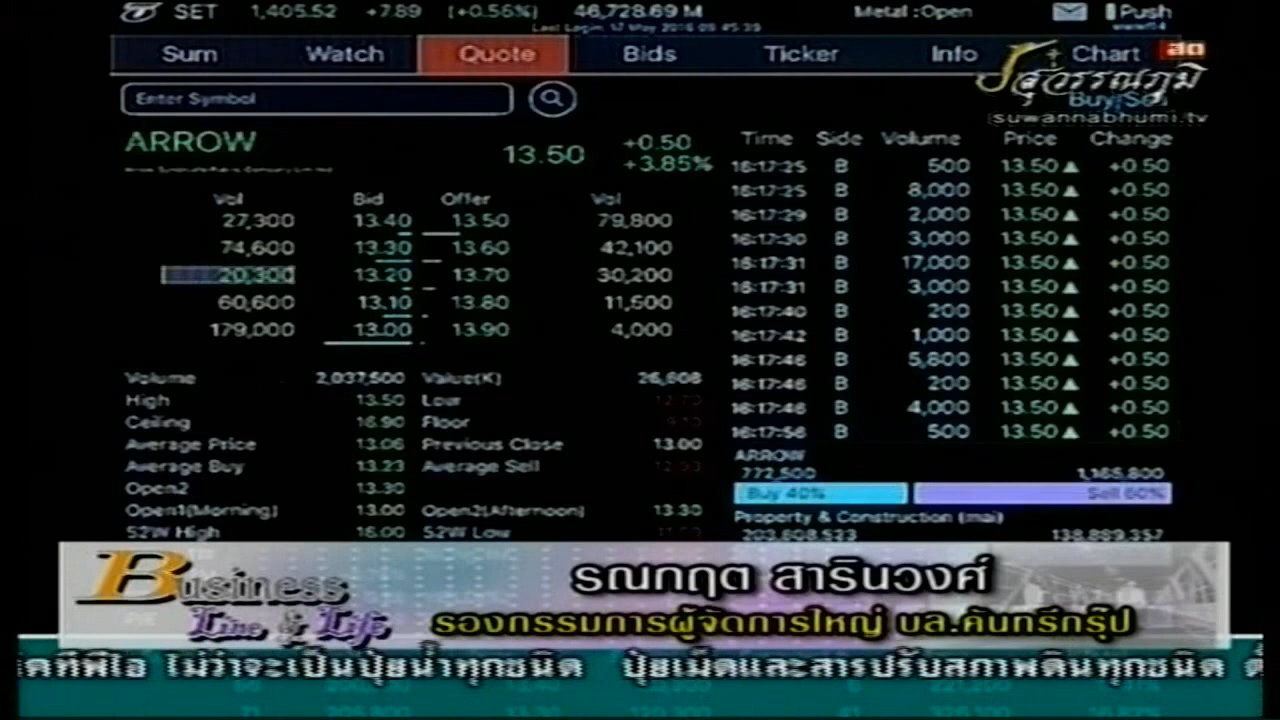 SET 1,405.52 +7.89 (+0.56%) 46,728.69 M Metal :Open Push
Last Login: 17 May 2016 09:45:39
Sum Watch Quote Bids Ticker Info Chart สด
สุวรรณภูมิ
Enter Symbol Buy/Sell
suwannabhumi.tv
ARROW 13.50 +0.50 +3.85%
Time Side Volume Price Change
16:17:25 B 500 13.50▲ +0.50
16:17:25 B 8,000 13.50▲ +0.50
16:17:29 B 2,000 13.50▲ +0.50
16:17:30 B 3,000 13.50▲ +0.50
16:17:31 B 17,000 13.50▲ +0.50
16:17:31 B 3,000 13.50▲ +0.50
16:17:40 B 200 13.50▲ +0.50
16:17:42 B 1,000 13.50▲ +0.50
16:17:46 B 5,800 13.50▲ +0.50
16:17:46 B 200 13.50▲ +0.50
16:17:46 B 4,000 13.50▲ +0.50
16:17:56 B 500 13.50▲ +0.50
Vol Bid Offer Vol
27,300 13.40 13.50 79,800
74,600 13.30 13.60 42,100
20,300 13.20 13.70 30,200
60,600 13.10 13.80 11,500
179,000 13.00 13.90 4,000
Volume 2,037,500 Value(K) 26,608
High 13.50 Low
Ceiling 16.90 Floor
Average Price 13.06 Previous Close 13.00
Average Buy 13.23 Average Sell
Open2 13.30
Open1(Morning) 13.00 Open2(Afternoon) 13.30
52W High 16.00 52W Low
ARROW
772,500 1,165,800
Buy 40% Sell 60%
Property & Construction (mai)
203,608,523 138,889,357
Business
Line & Life
รณกฤต สารินวงศ์
รองกรรมการผู้จัดการใหญ่ บล.คันทรี่กรุ๊ป
ไม่ว่าจะเป็นปุ๋ยน้ำทุกชนิด ปุ๋ยเม็ดและสารปรับสภาพดินทุกชนิด